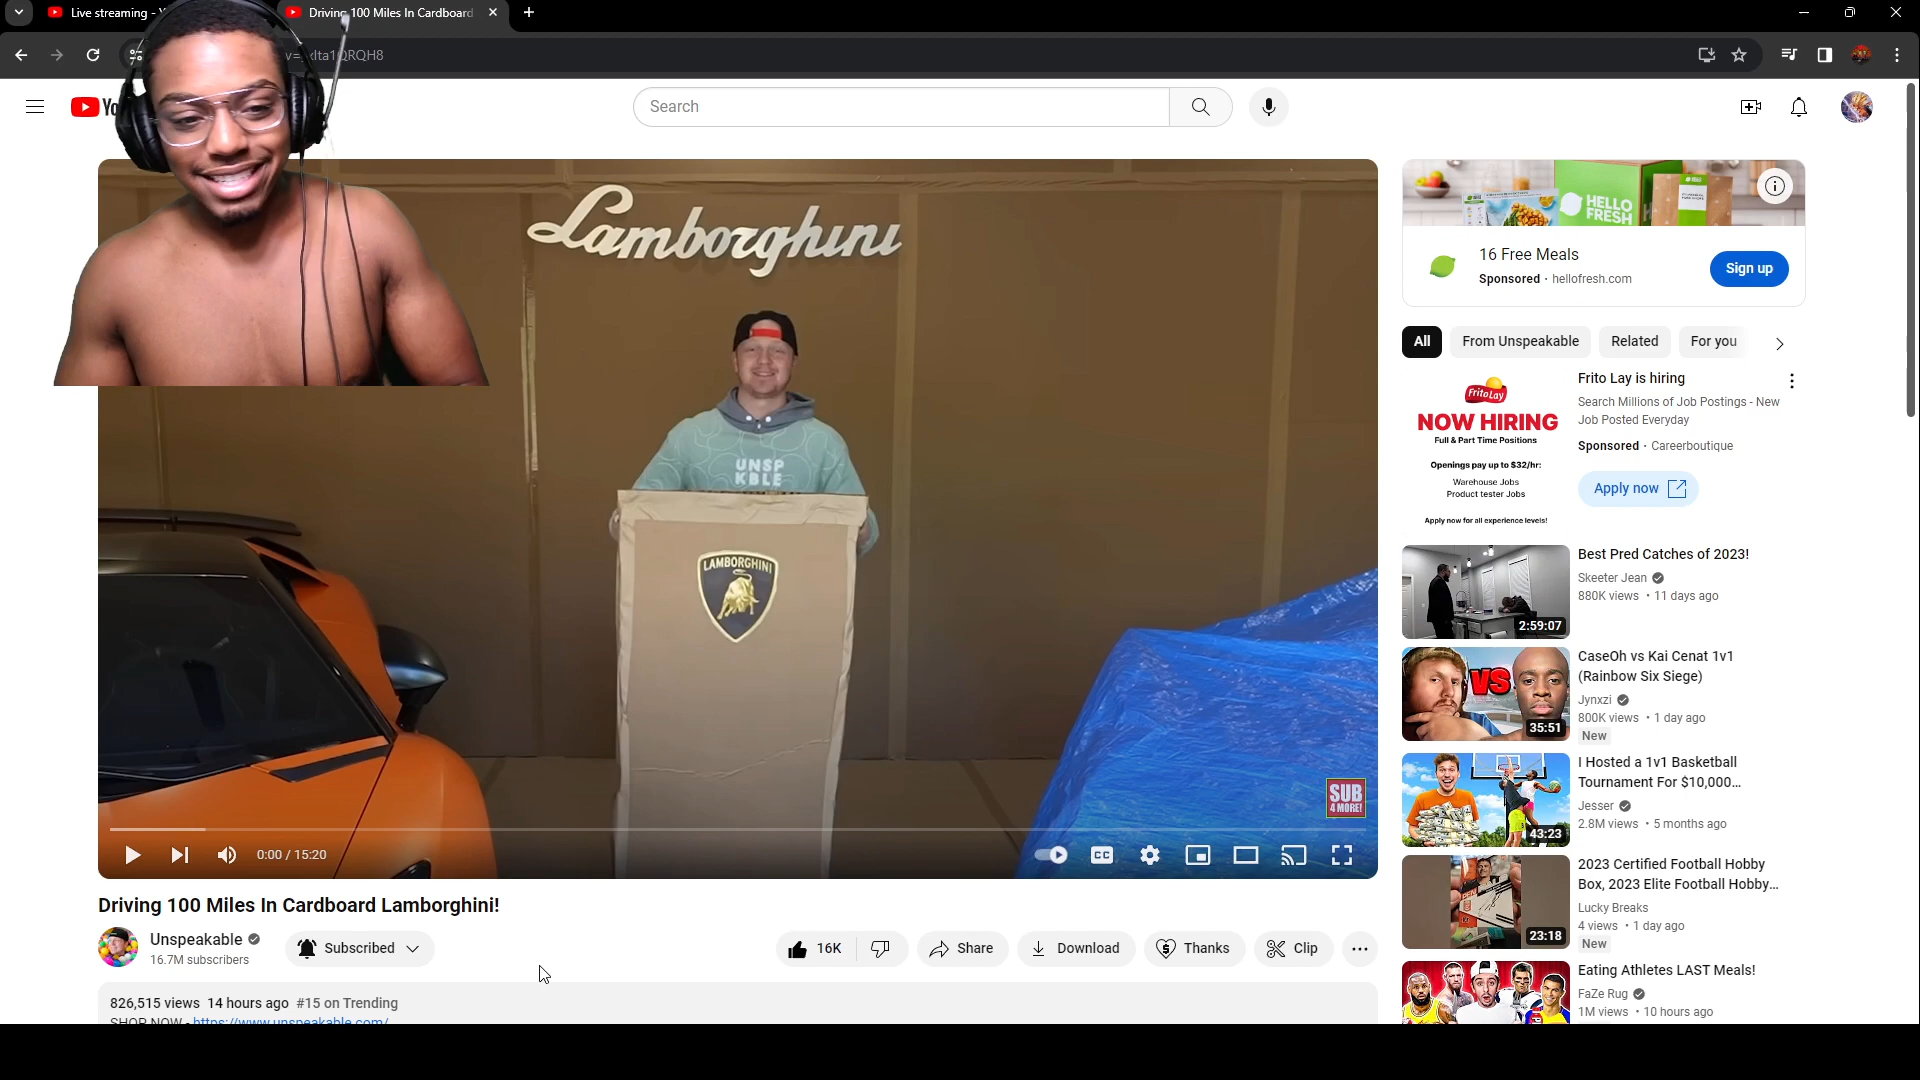 Live streaming -
Driving 100 Miles In Cardboard
Search
Lamborghini
UNSP
KBLE
LAMBORGHINI
SUB
4 MORE!
0:00 / 15:20
CC
Driving 100 Miles In Cardboard Lamborghini!
Unspeakable
16.7M subscribers
Subscribed
16K
Share
Download
Thanks
Clip
826,515 views 14 hours ago #15 on Trending
SHOP NOW - https://www.unspeakable.com/
HELLO
FRESH
16 Free Meals
Sponsored · hellofresh.com
Sign up
All
From Unspeakable
Related
For you
Frito Lay
NOW HIRING
Full & Part Time Positions
Openings pay up to $32/hr:
Warehouse Jobs
Product tester Jobs
Apply now for all experience levels!
Frito Lay is hiring
Search Millions of Job Postings - New
Job Posted Everyday
Sponsored · Careerboutique
Apply now
2:59:07
Best Pred Catches of 2023!
Skeeter Jean
880K views · 11 days ago
VS
35:51
CaseOh vs Kai Cenat 1v1
(Rainbow Six Siege)
Jynxzi
800K views · 1 day ago
New
43:23
I Hosted a 1v1 Basketball
Tournament For $10,000...
Jesser
2.8M views · 5 months ago
23:18
2023 Certified Football Hobby
Box, 2023 Elite Football Hobby...
Lucky Breaks
4 views · 1 day ago
New
Eating Athletes LAST Meals!
FaZe Rug
1M views · 10 hours ago